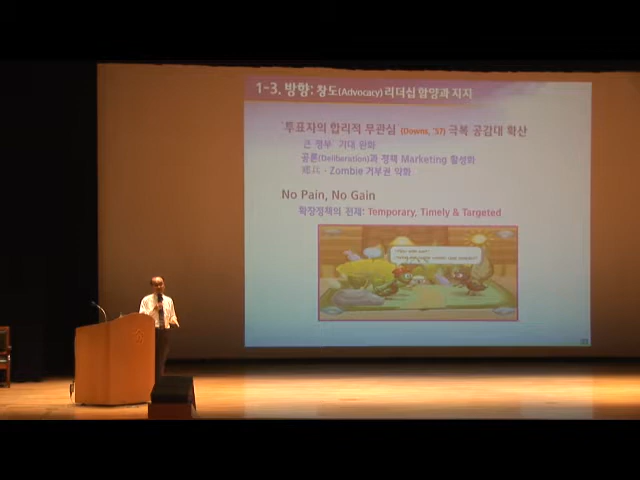 1-3. 방향: 창도(Advocacy) 리더십 함양과 지지
'투표자의 합리적 무관심 (Downs, '57) 극복 공감대 확산
큰 정부 기대 완화
공론(Deliberation)과 정책 Marketing 활성화
- Zombie 거부권 약화
No Pain, No Gain
확장정책의 전제: Temporary, Timely & Targeted